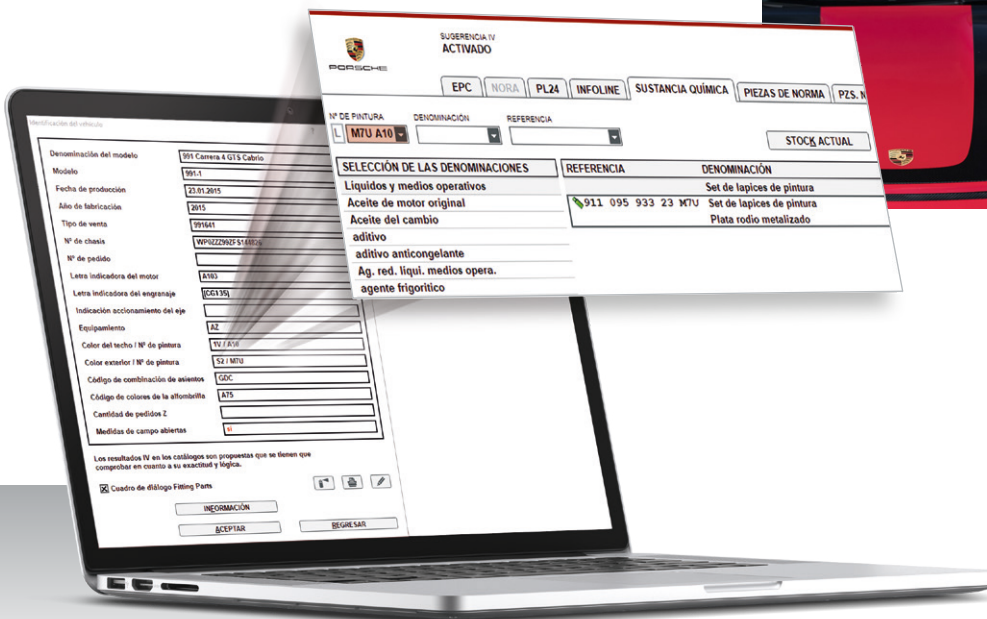 SUGERENCIA IV
ACTIVADO
PORSCHE
EPC NORA PL24 INFOLINE SUSTANCIA QUÍMICA PIEZAS DE NORMA PZS. N
Nº DE PINTURA DENOMINACIÓN REFERENCIA
L M7U A10
STOCK ACTUAL
SELECCIÓN DE LAS DENOMINACIONES REFERENCIA DENOMINACIÓN
Liquidos y medios operativos Set de lapices de pintura
Aceite de motor original 911 095 933 23 M7U Set de lapices de pintura
Aceite del cambio Plata rodio metalizado
aditivo
aditivo anticongelante
Ag. red. liqui. medios opera.
agente frigoritico
Identificación del vehículo
Denominación del modelo 991 Carrera 4 GTS Cabrio
Modelo 991-1
Fecha de producción 23.01.2015
Año de fabricación 2015
Tipo de venta 991641
Nº de chasis
Nº de pedido
Letra indicadora del motor A103
Letra indicadora del engranaje (CG135)
Indicación accionamiento del eje
Equipamiento AZ
Color del techo / Nº de pintura 1V / A10
Color exterior / Nº de pintura S2 / M7U
Código de combinación de asientos GDC
Código de colores de la alfombrilla A75
Cantidad de pedidos Z
Medidas de campo abiertas si
Los resultados IV en los catálogos son propuestas que se tienen que
comprobar en cuanto a su exactitud y lógica.
Cuadro de diálogo Fitting Parts
INFORMACIÓN
ACEPTAR REGRESAR